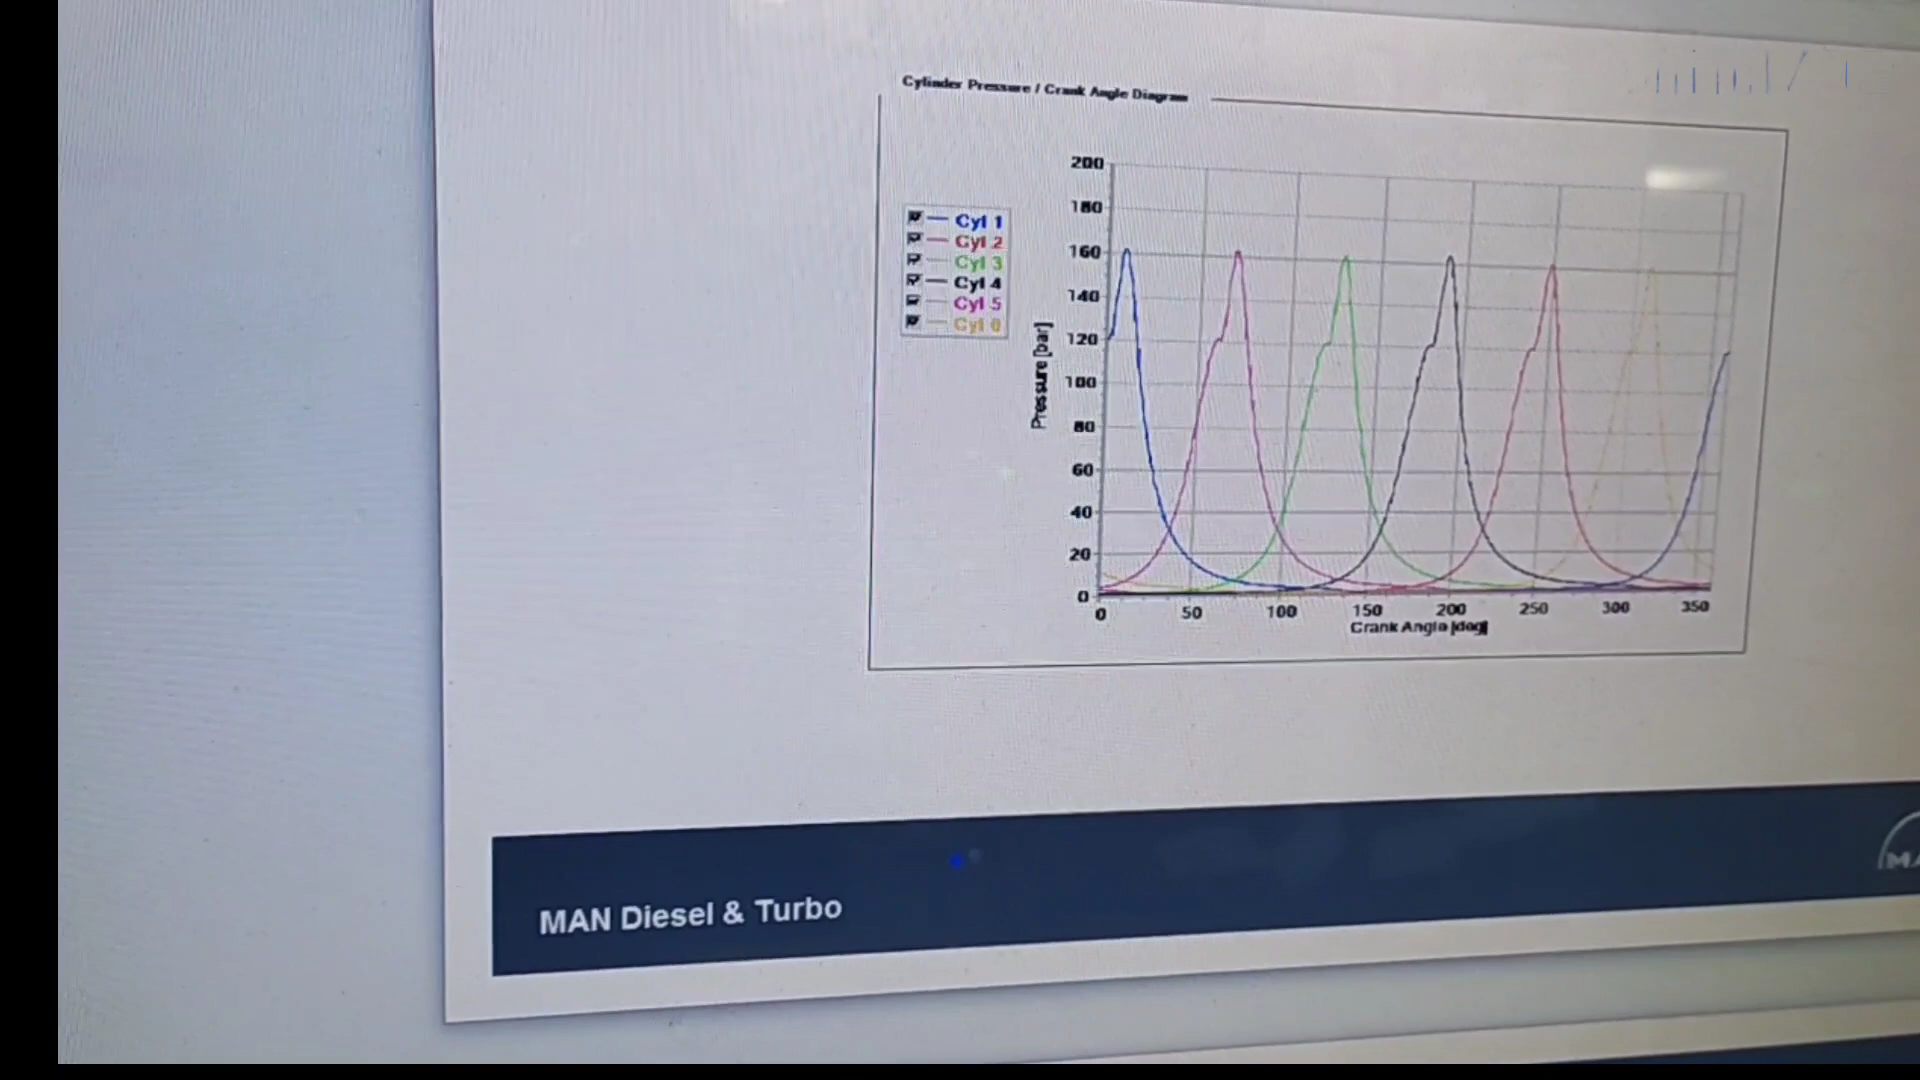 Cylinder Pressure / Crank Angle Diagram
Cyl 1
Cyl 2
Cyl 3
Cyl 4
Cyl 5
Pressure [bar]
200
180
160
140
120
100
80
60
40
20
0
0 50 100 150 200 250 300 350
Crank Angle [deg]
MAN Diesel & Turbo